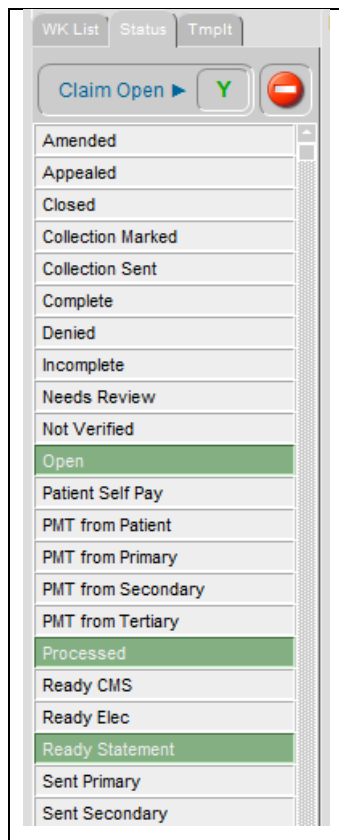 WK List Status Tmplt
Claim Open ► Y
Amended
Appealed
Closed
Collection Marked
Collection Sent
Complete
Denied
Incomplete
Needs Review
Not Verified
Open
Patient Self Pay
PMT from Patient
PMT from Primary
PMT from Secondary
PMT from Tertiary
Processed
Ready CMS
Ready Elec
Ready Statement
Sent Primary
Sent Secondary